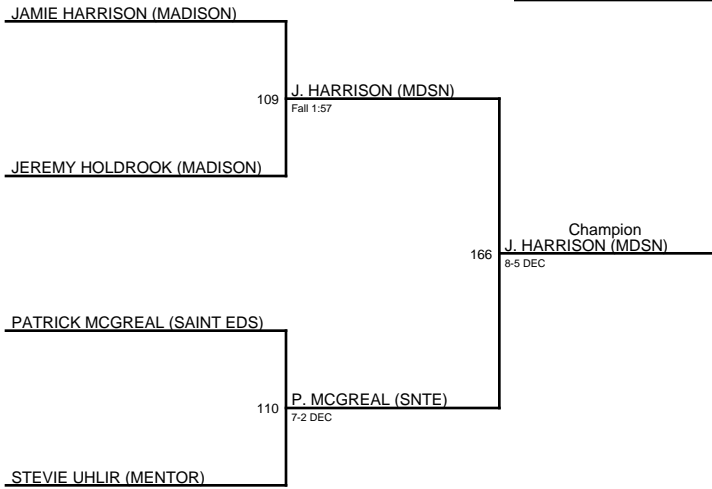 JAMIE HARRISON (MADISON)
109
J. HARRISON (MDSN)
Fall 1:57
JEREMY HOLDROOK (MADISON)
166
Champion
J. HARRISON (MDSN)
8-5 DEC
PATRICK MCGREAL (SAINT EDS)
110
P. MCGREAL (SNTE)
7-2 DEC
STEVIE UHLIR (MENTOR)